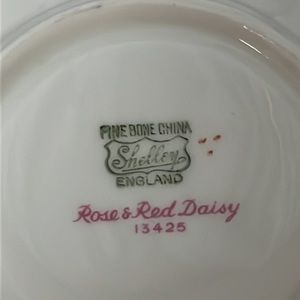 FINE BONE CHINA
Shelley
ENGLAND
Rose & Red Daisy
13425